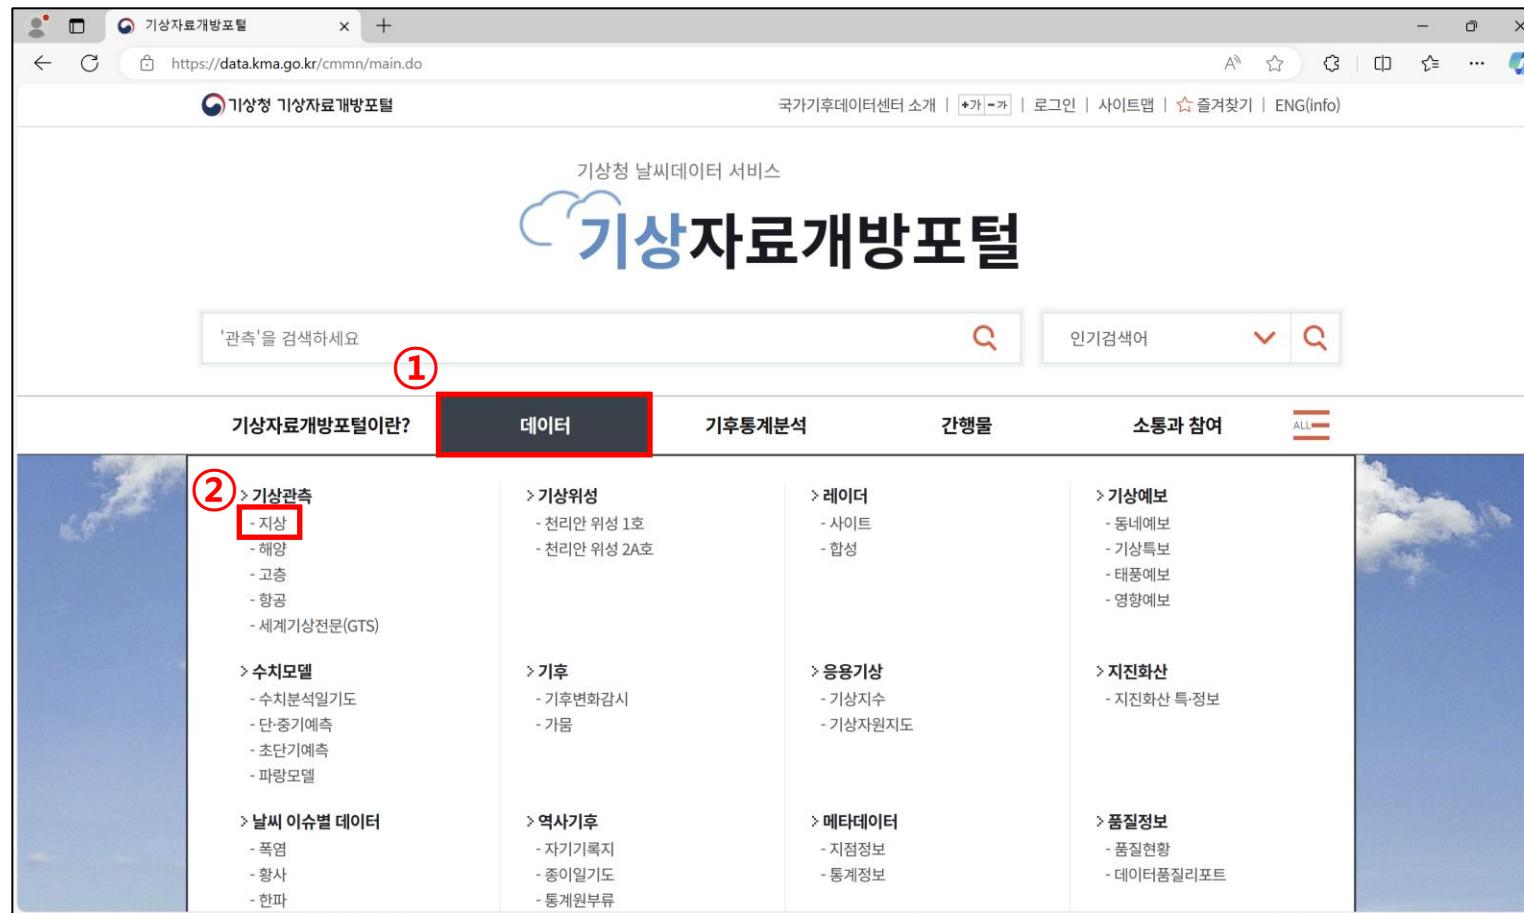 기상자료개방포털
https://data.kma.go.kr/cmmn/main.do
기상청 기상자료개방포털
국가기후데이터센터 소개 | +가 -가 | 로그인 | 사이트맵 | ☆ 즐겨찾기 | ENG(info)
기상청 날씨데이터 서비스
기상자료개방포털
'관측'을 검색하세요
인기검색어
①
기상자료개방포털이란?
데이터
기후통계분석
간행물
소통과 참여
ALL
②
> 기상관측
- 지상
- 해양
- 고층
- 항공
- 세계기상전문(GTS)
> 기상위성
- 천리안 위성 1호
- 천리안 위성 2A호
> 레이더
- 사이트
- 합성
> 기상예보
- 동네예보
- 기상특보
- 태풍예보
- 영향예보
> 수치모델
- 수치분석일기도
- 단·중기예측
- 초단기예측
- 파랑모델
> 기후
- 기후변화감시
- 가뭄
> 응용기상
- 기상지수
- 기상자원지도
> 지진화산
- 지진화산 특·정보
> 날씨 이슈별 데이터
- 폭염
- 황사
- 한파
> 역사기후
- 자기기록지
- 종이일기도
- 통계원부류
> 메타데이터
- 지점정보
- 통계정보
> 품질정보
- 품질현황
- 데이터품질리포트